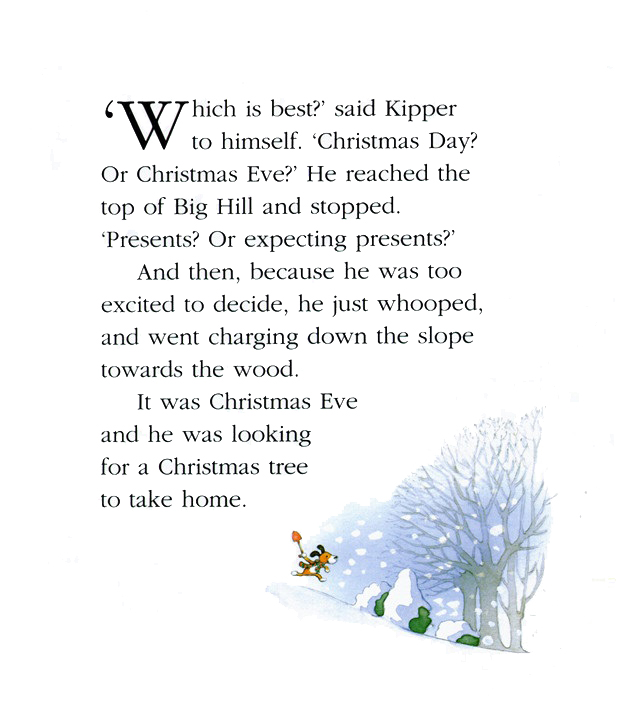 ‘Which is best?’ said Kipper
to himself. ‘Christmas Day?
Or Christmas Eve?’ He reached the
top of Big Hill and stopped.
‘Presents? Or expecting presents?’
And then, because he was too
excited to decide, he just whooped,
and went charging down the slope
towards the wood.
It was Christmas Eve
and he was looking
for a Christmas tree
to take home.